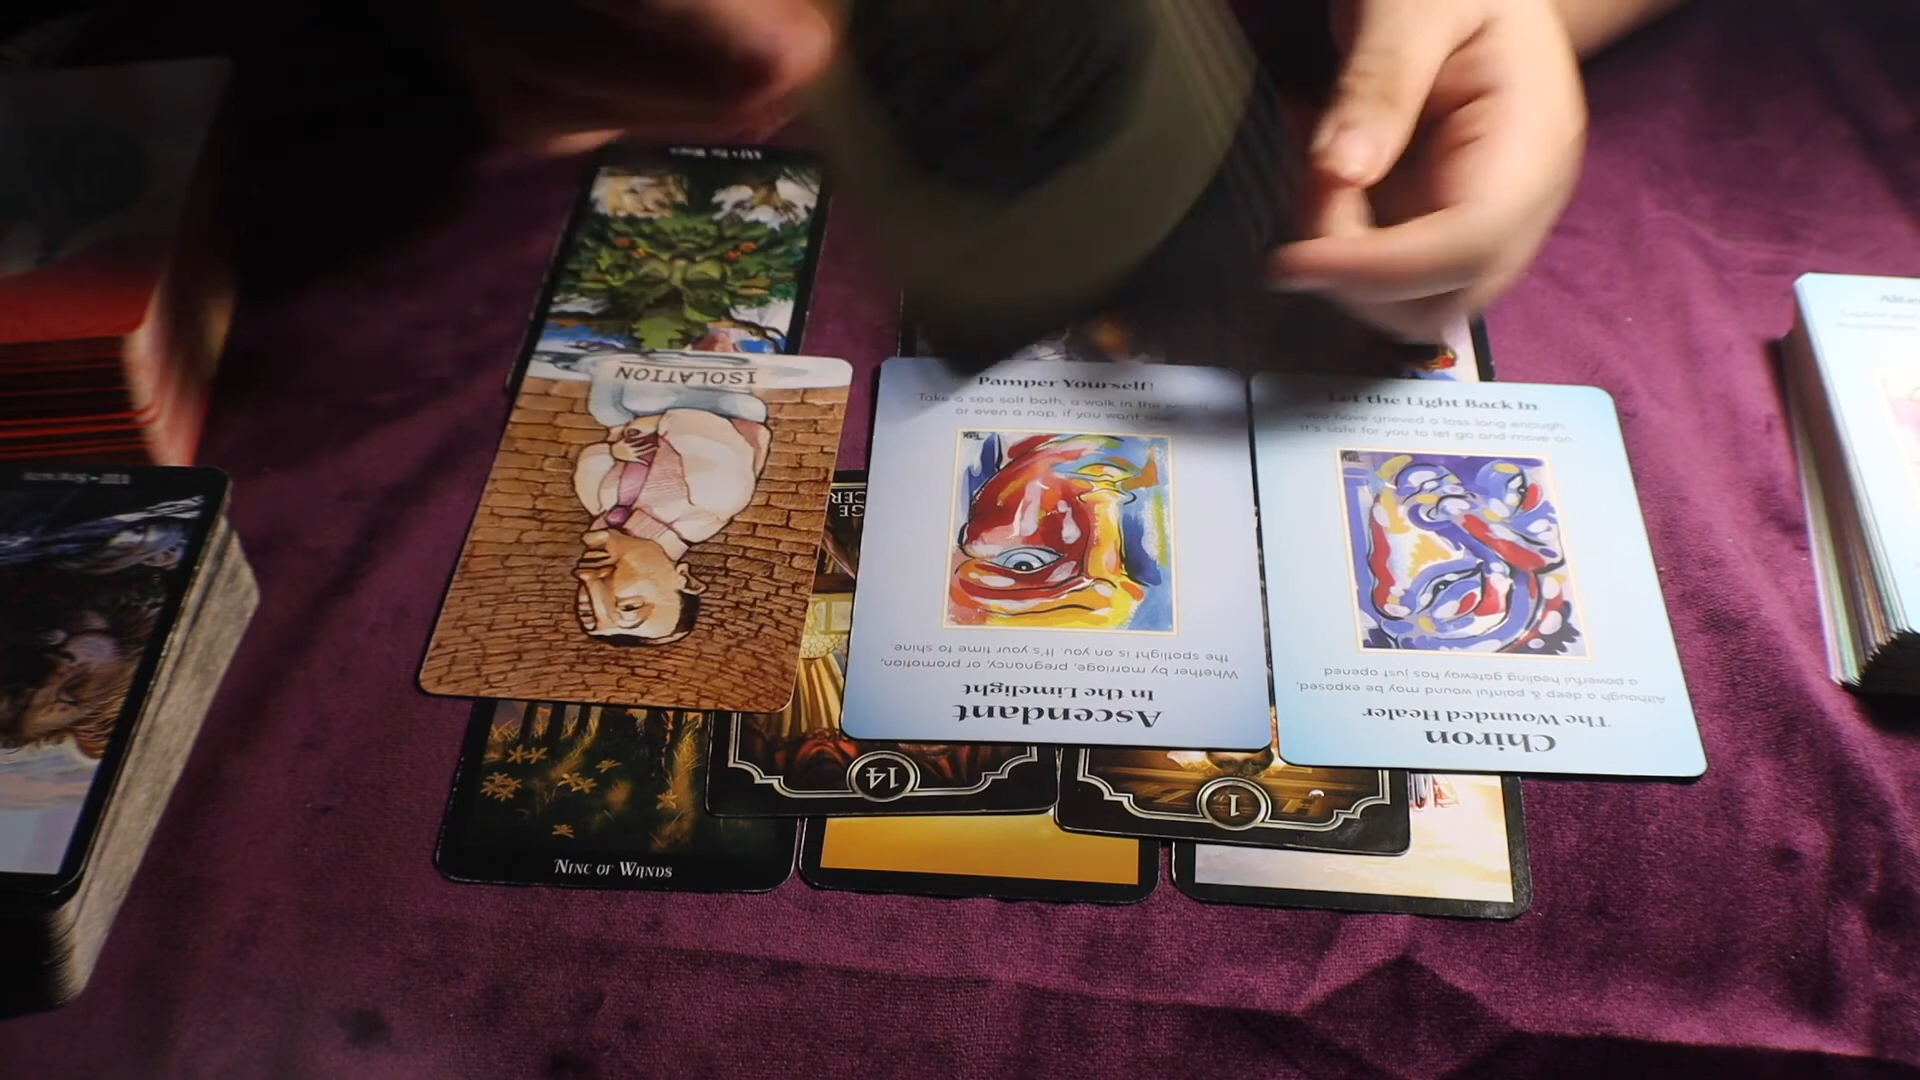 ISOLATION
Pamper Yourself!
Take a sea salt bath, a walk in the
or even a nap, if you want
Whether by marriage, pregnancy, or promotion,
the spotlight is on you. It's your time to shine.
In the Limelight
Ascendant
Let the Light Back In
You have grieved a loss long enough.
It's safe for you to let go and move on
Although a deep & painful wound may be exposed,
a powerful healing gateway has just opened
The Wounded Healer
Chiron
14
1
Nine of Wands